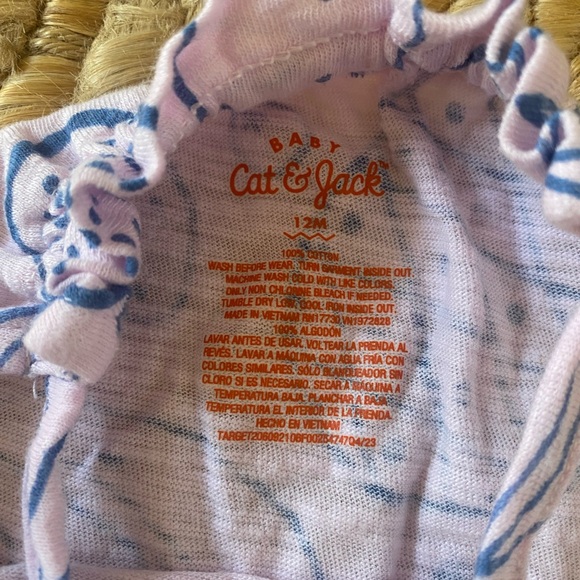 BABY
Cat & Jack™
12M
100% COTTON
WASH BEFORE WEAR. TURN GARMENT INSIDE OUT
MACHINE WASH COLD WITH LIKE COLORS.
ONLY NON CHLORINE BLEACH IF NEEDED.
TUMBLE DRY LOW. COOL IRON INSIDE OUT.
MADE IN VIETNAM RN17730,VN1972828
100% ALGODÓN
LAVAR ANTES DE USAR. VOLTEAR LA PRENDA AL
REVÉS. LAVAR A MÁQUINA CON AGUA FRÍA CON
COLORES SIMILARES. SÓLO BLANQUEADOR SIN
CLORO SI ES NECESARIO. SECAR A MÁQUINA A
TEMPERATURA BAJA. PLANCHAR A BAJA
TEMPERATURA EL INTERIOR DE LA PRENDA.
HECHO EN VIETNAM